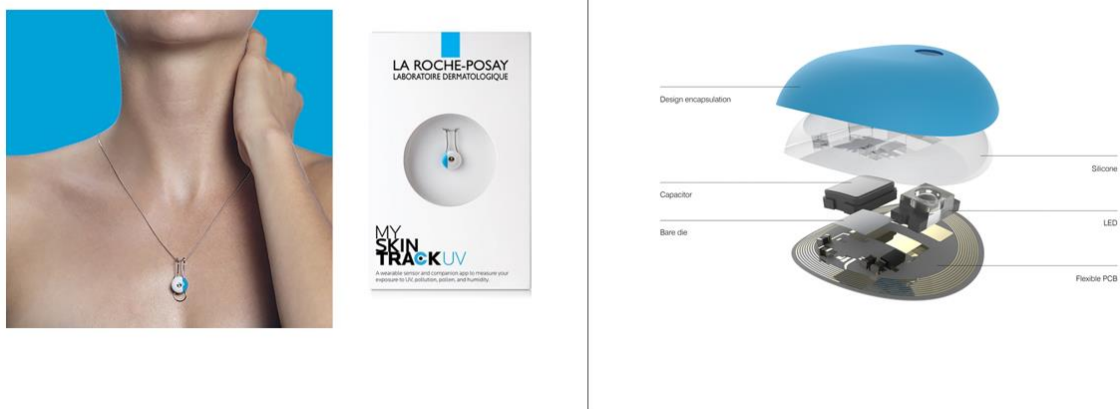 LA ROCHE-POSAY
LABORATOIRE DERMATOLOGIQUE
MY
SKIN
TRACK UV
A wearable sensor and companion app to measure your
exposure to UV, pollution, pollen, and humidity.
Design encapsulation
Silicone
Capacitor
LED
Bare die
Flexible PCB